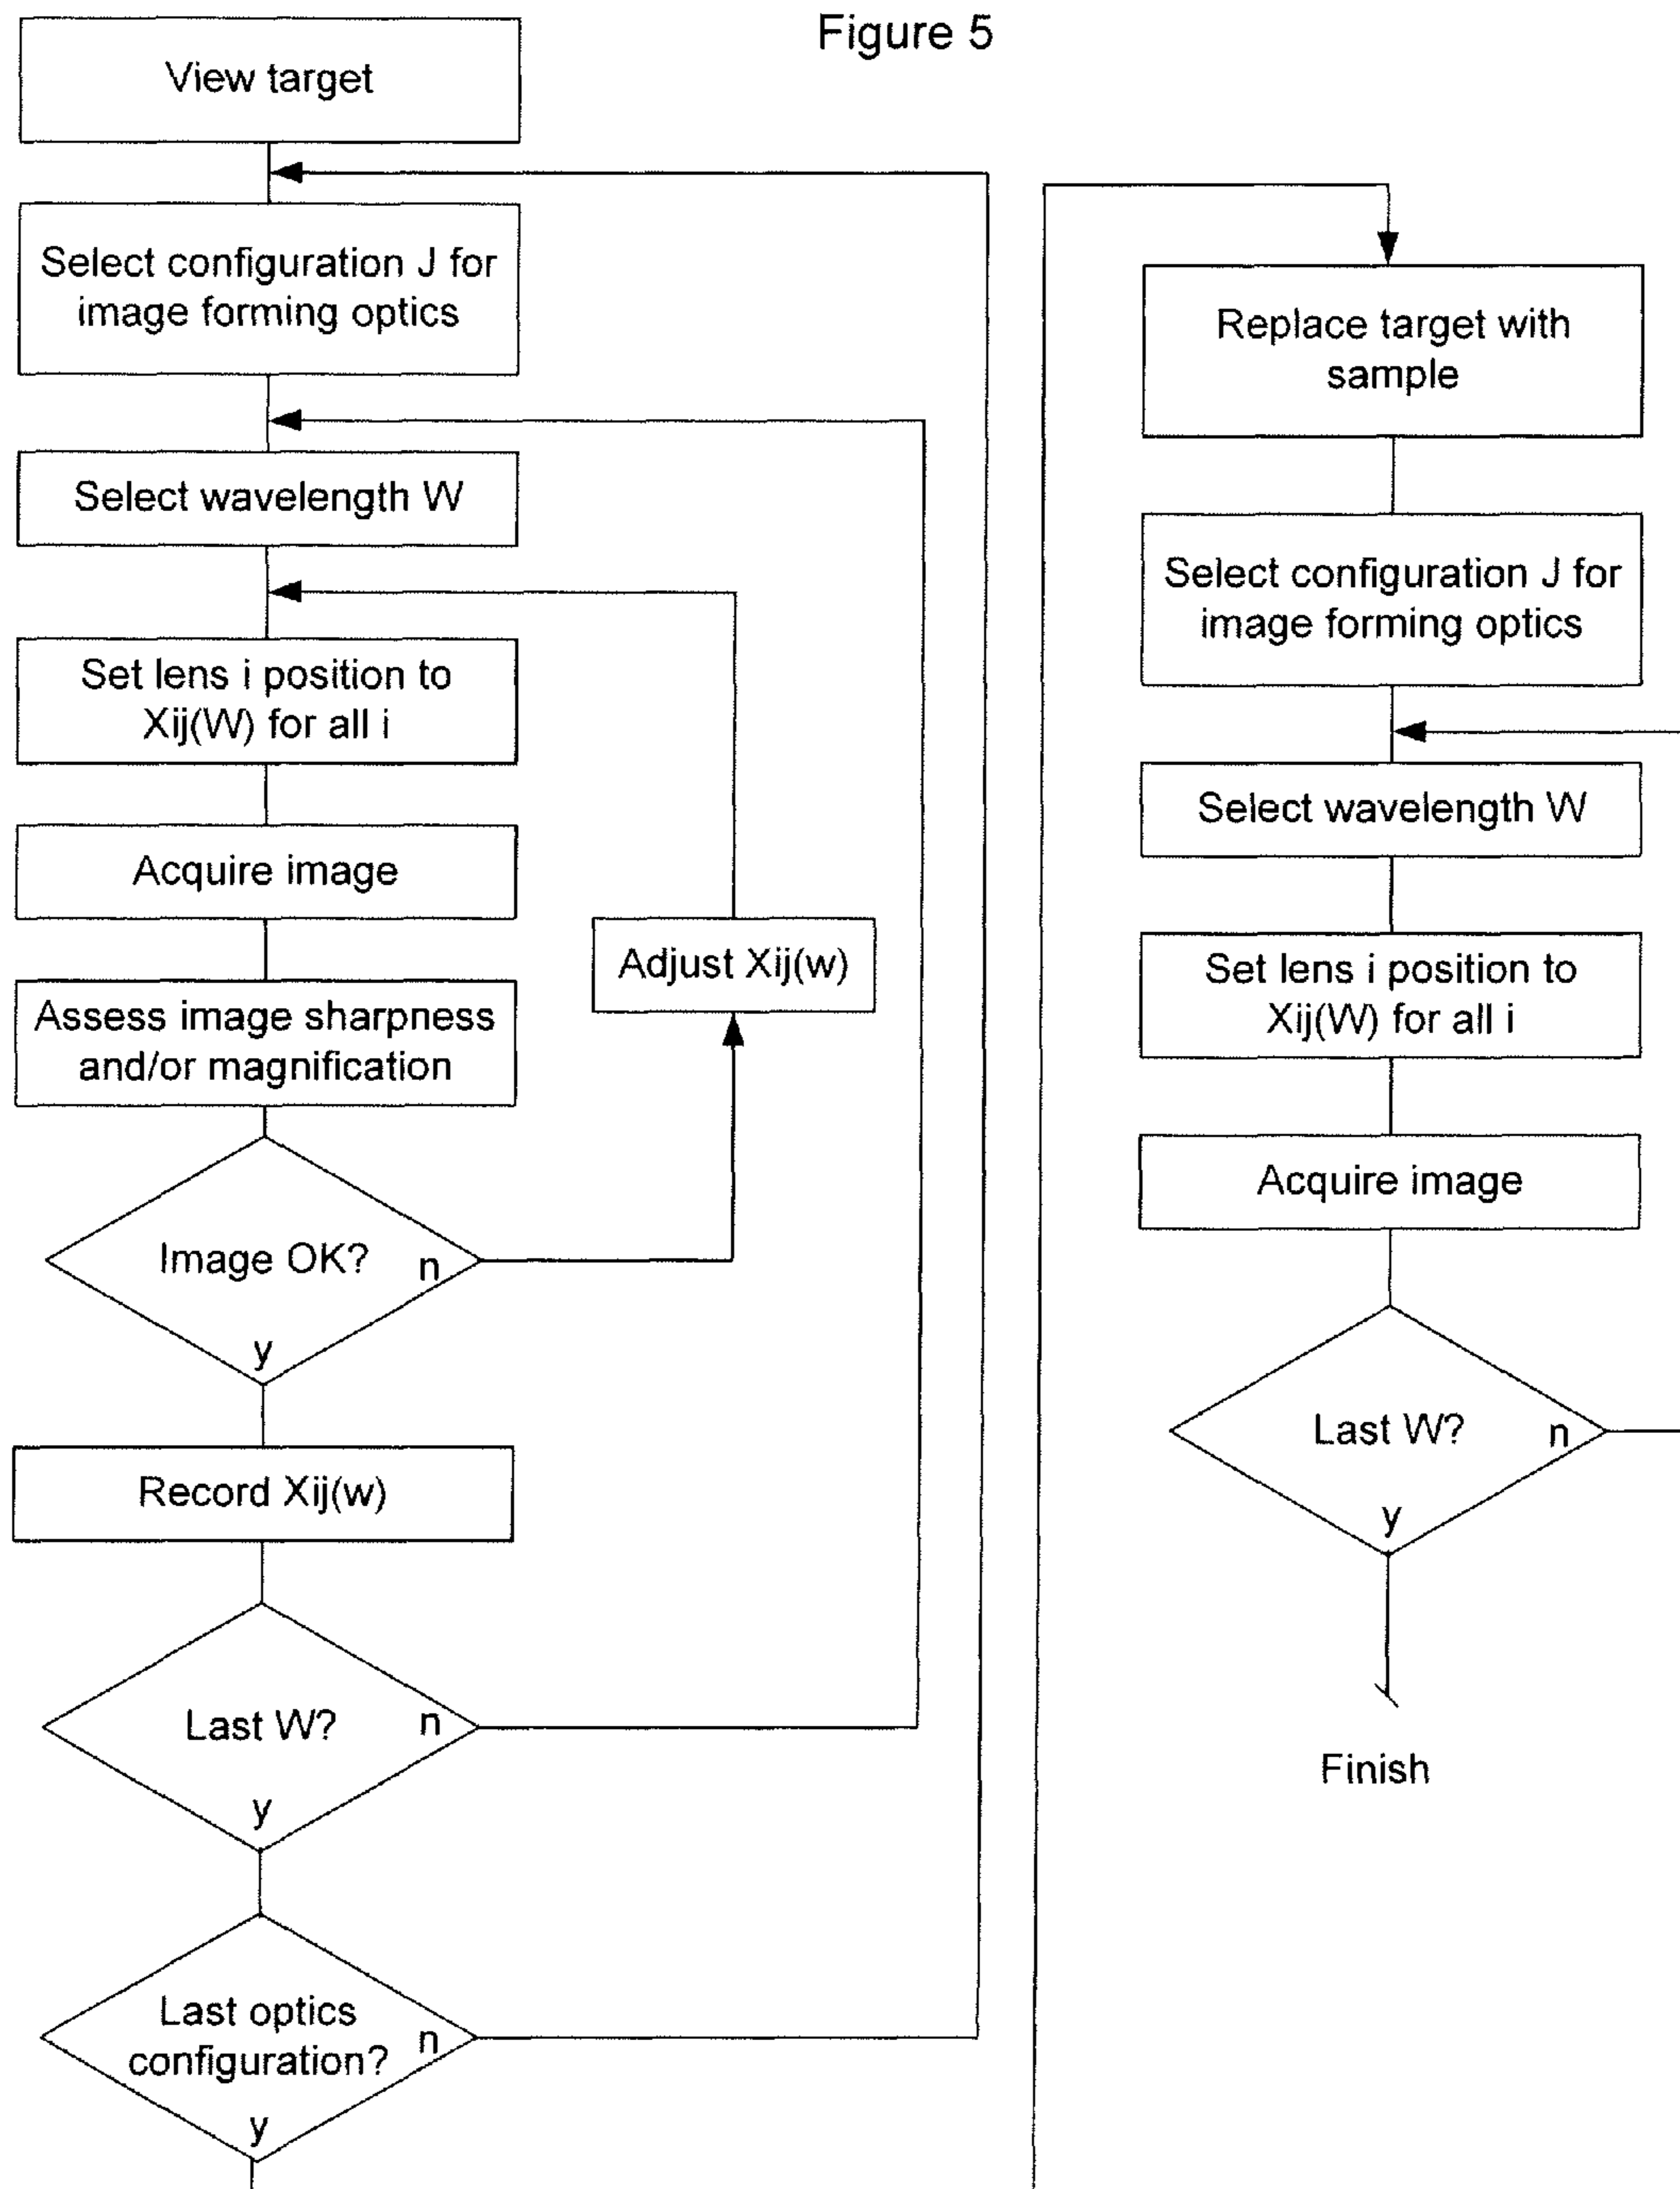 Figure 5
View target
Select configuration J for
image forming optics
Select wavelength W
Set lens i position to
Xij(W) for all i
Acquire image
Assess image sharpness
and/or magnification
Adjust Xij(w)
Image OK?
n
y
Record Xij(w)
Last W?
n
y
Last optics
configuration?
n
y
Replace target with
sample
Select configuration J for
image forming optics
Select wavelength W
Set lens i position to
Xij(W) for all i
Acquire image
Last W?
n
y
Finish